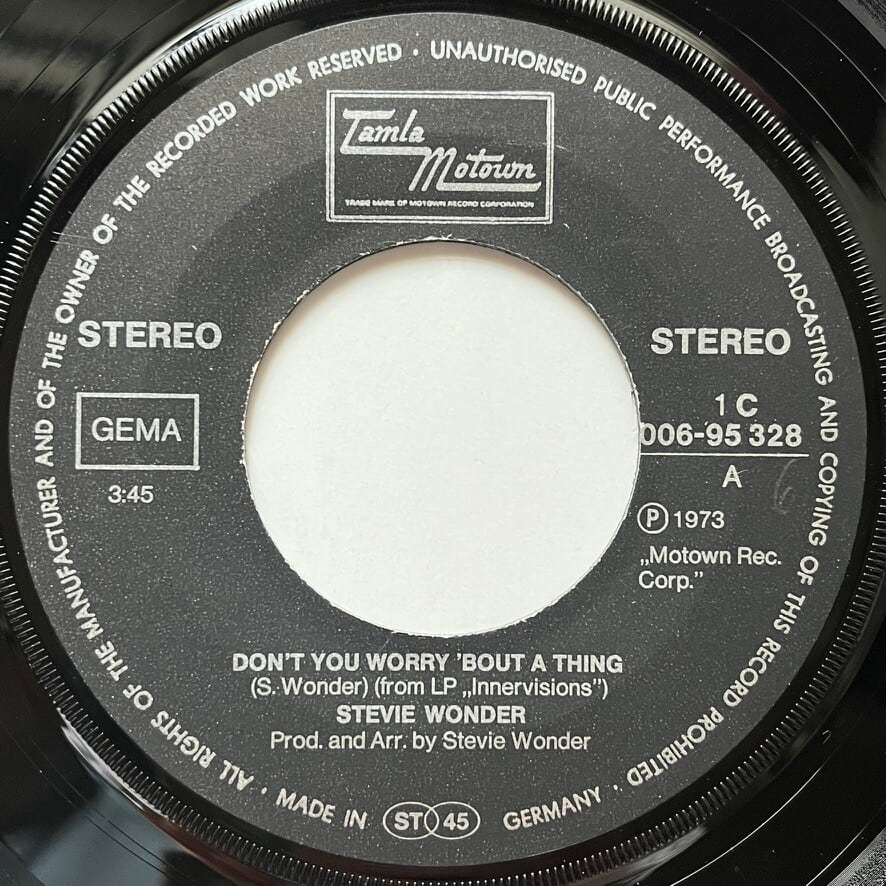 ALL RIGHTS OF THE MANUFACTURER AND OF THE OWNER OF THE RECORDED WORK RESERVED · UNAUTHORISED PUBLIC PERFORMANCE BROADCASTING AND COPYING OF THIS RECORD PROHIBITED
Tamla
Motown
TRADE MARK OF MOTOWN RECORD CORPORATION
STEREO
STEREO
GEMA
3:45
1 C
006-95 328
A
Ⓟ 1973
„Motown Rec.
Corp.”
DON'T YOU WORRY 'BOUT A THING
(S. Wonder) (from LP „Innervisions”)
STEVIE WONDER
Prod. and Arr. by Stevie Wonder
· MADE IN ST 45 GERMANY ·